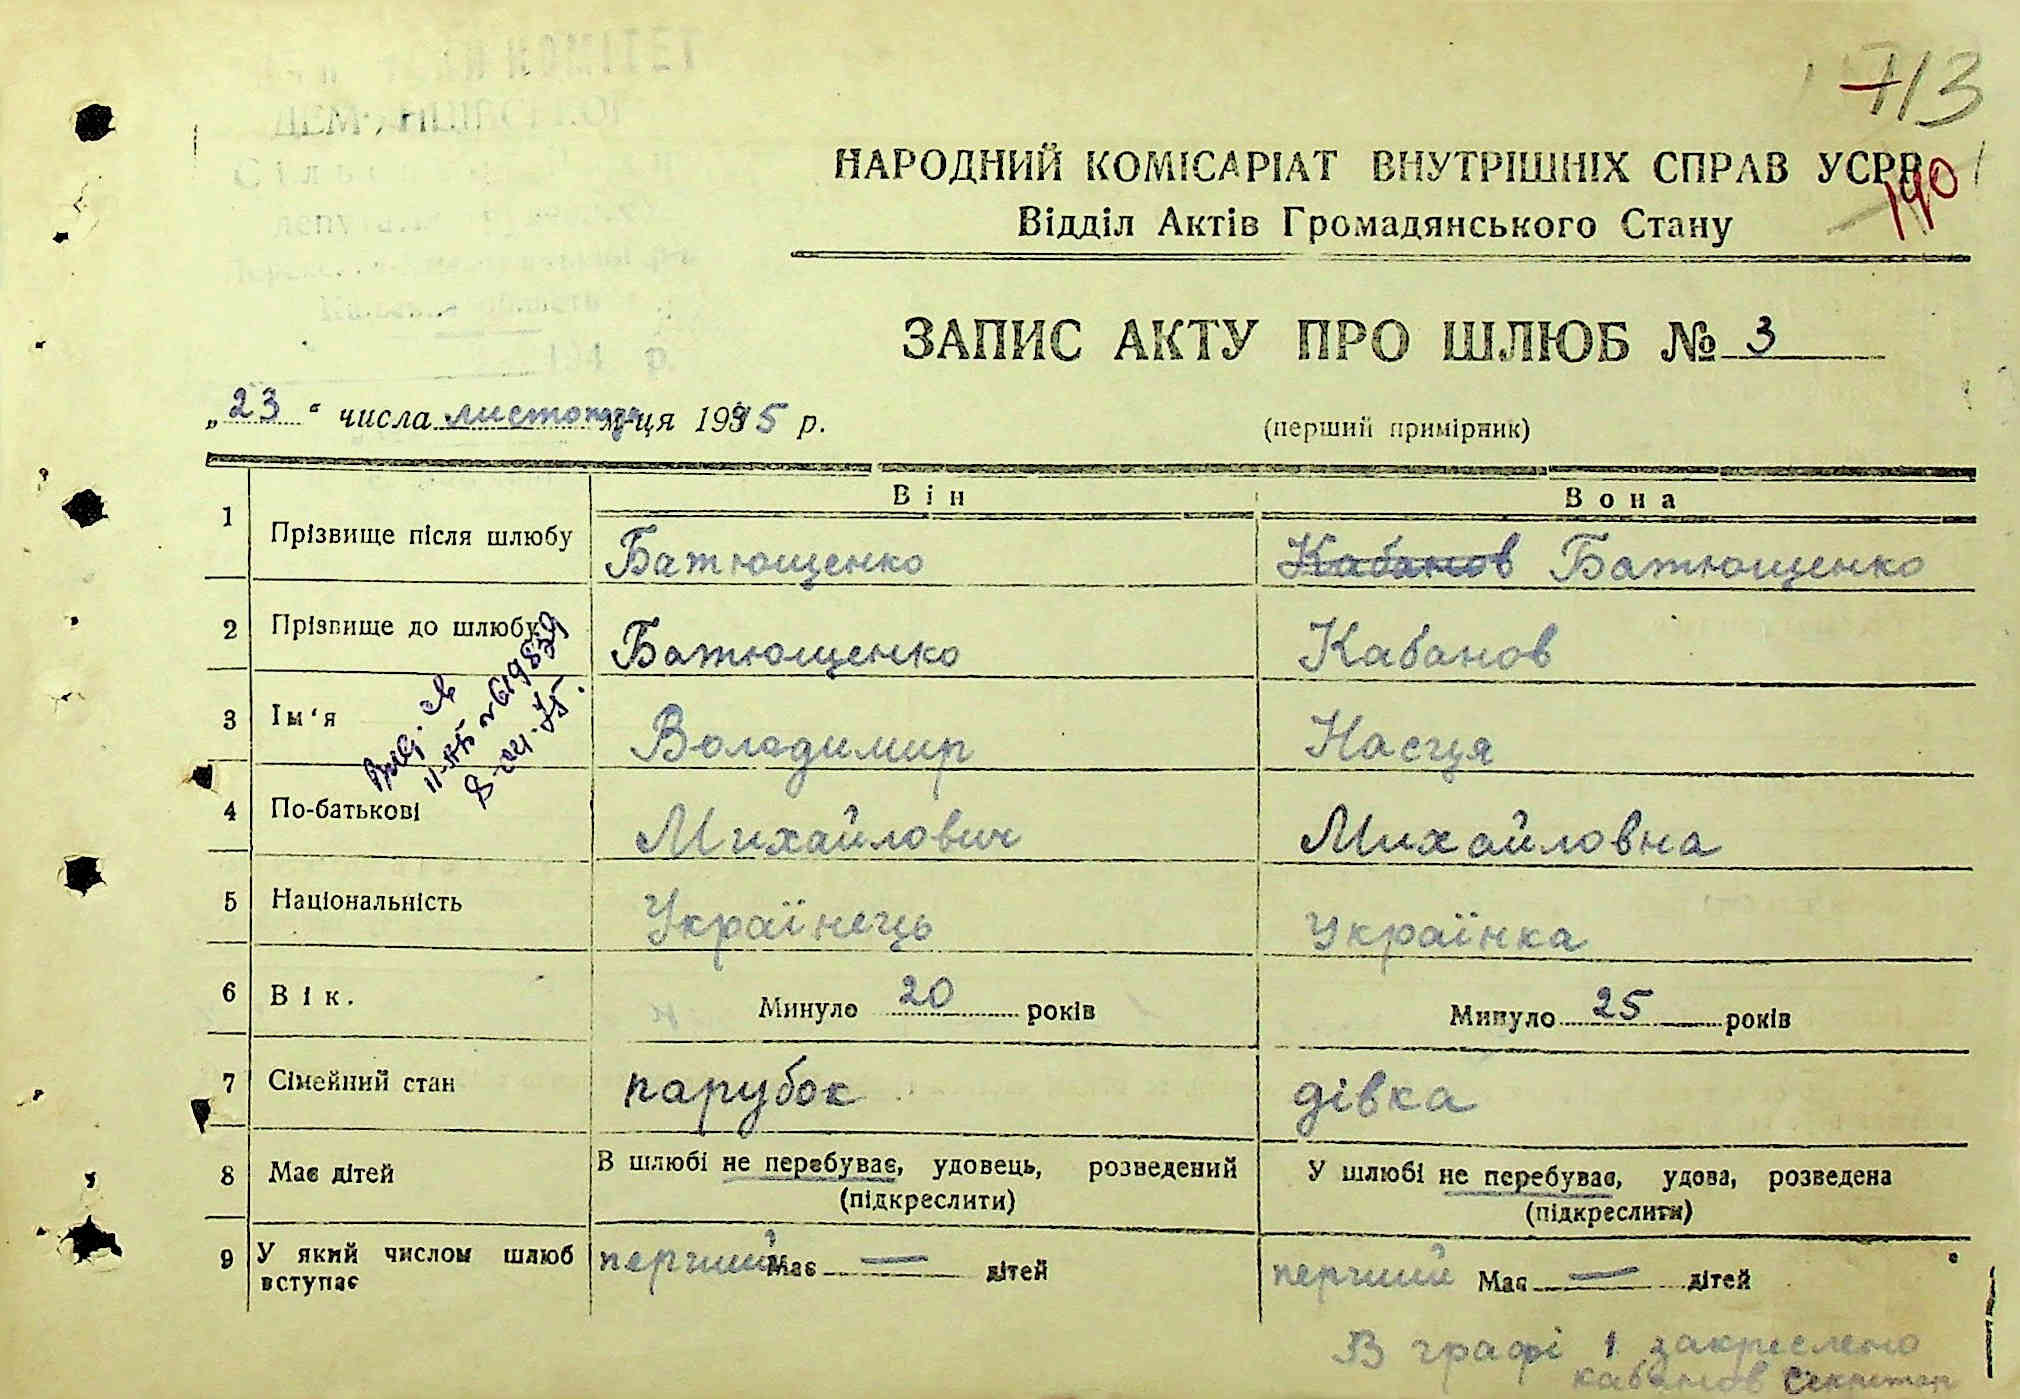 713
НАРОДНИЙ КОМІСАРІАТ ВНУТРІШНІХ СПРАВ УСРР
140
Відділ Актів Громадянського Стану
ЗАПИС АКТУ ПРО ШЛЮБ № 3
„23“ числа листопада м-ця 1945 р.
(перший примірник)
Він Вона
1 Прізвище після шлюбу Батющенко Кабанов Батющенко
2 Прізвище до шлюбу Батющенко Кабанов
3 Ім'я Володимир Насця
4 По-батькові Михайлович Михайловна
5 Національність Українець Українка
6 Вік. Минуло 20 років Минуло 25 років
7 Сімейний стан парубок дівка
8 Має дітей В шлюбі не перебуває, удовець, розведений У шлюбі не перебуває, удова, розведена
(підкреслити) (підкреслити)
9 У який числом шлюб вступає перший Має — дітей перший Має — дітей
В графі 1 закреслено
Кабанов Секретар